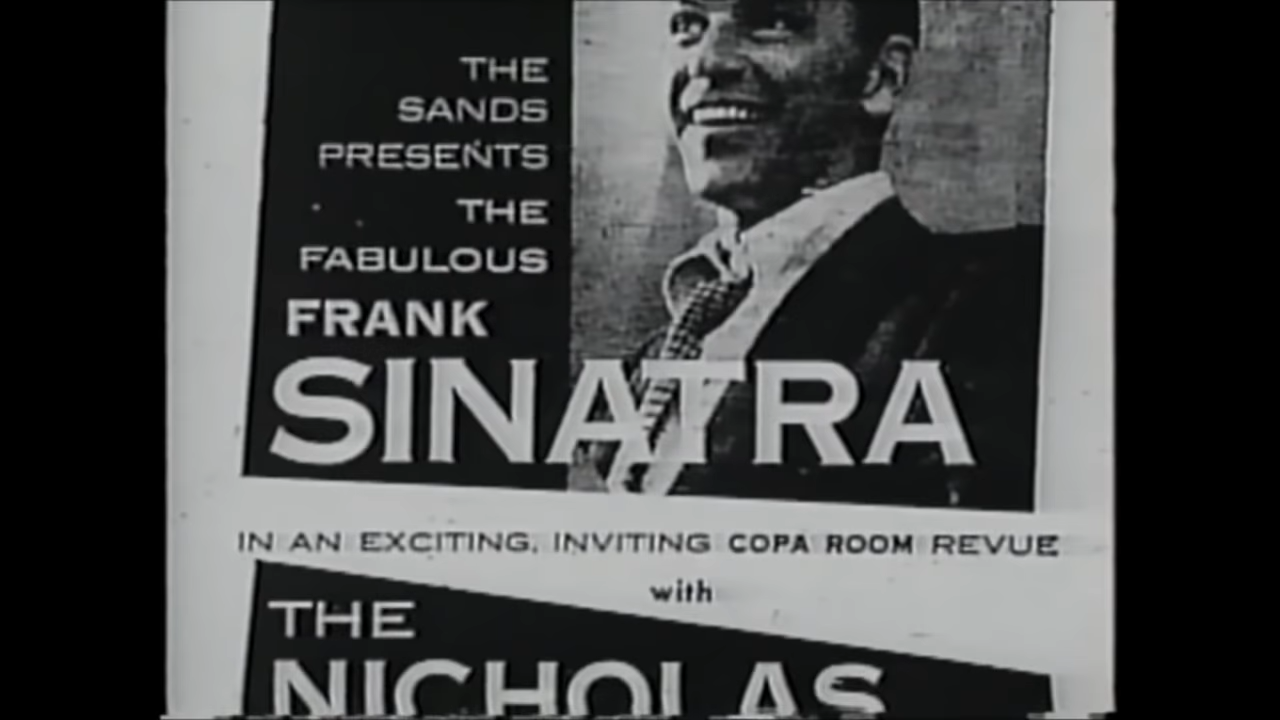 THE
SANDS
PRESENTS
THE
FABULOUS
FRANK
SINATRA
IN AN EXCITING, INVITING COPA ROOM REVUE
with
THE
NICHOLAS